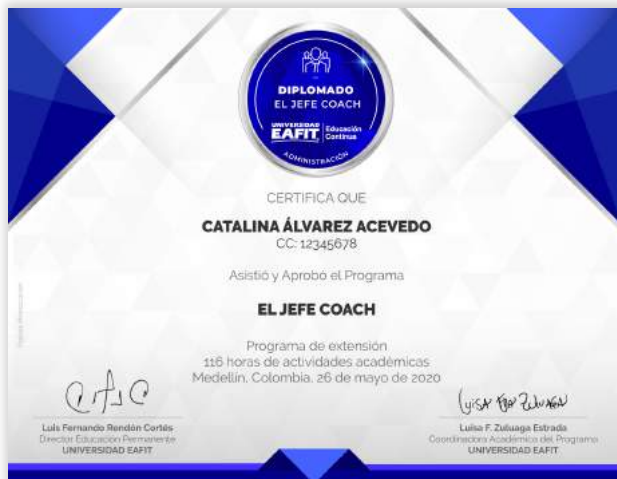 DIPLOMADO
EL JEFE COACH
UNIVERSIDAD
EAFIT
Educación
Continua
ADMINISTRACIÓN
CERTIFICA QUE
CATALINA ÁLVAREZ ACEVEDO
CC: 12345678
Asistió y Aprobó el Programa
EL JEFE COACH
Programa de extensión
116 horas de actividades académicas
Medellín, Colombia, 26 de mayo de 2020
Luis Fernando Rendón Cortés
Director Educación Permanente
UNIVERSIDAD EAFIT
Luisa F. Zuluaga Estrada
Coordinadora Académica del Programa
UNIVERSIDAD EAFIT